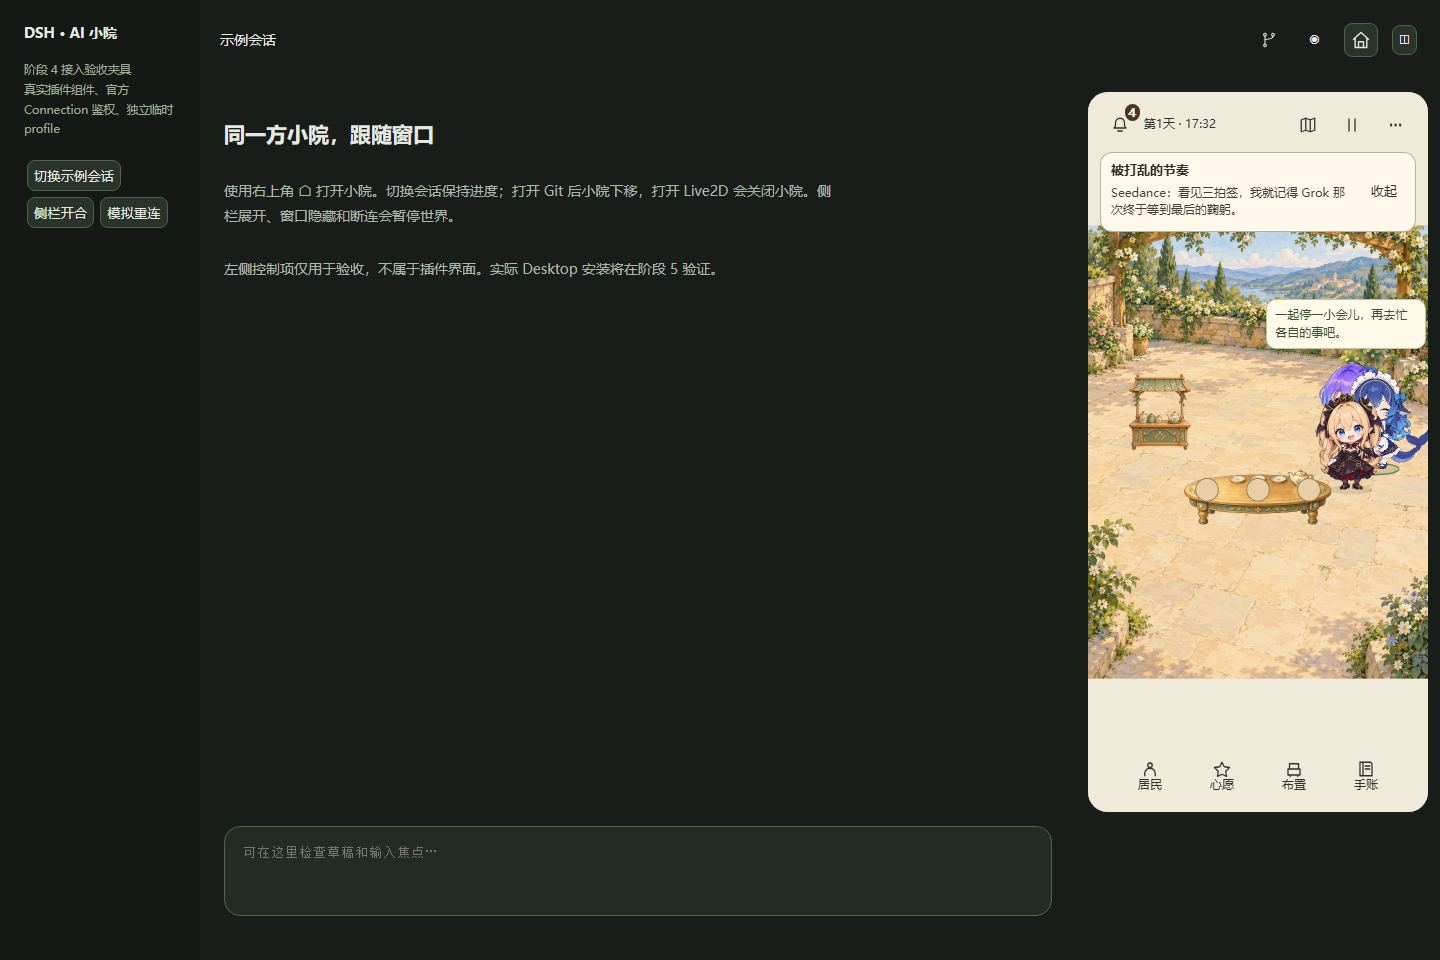 DSH • AI 小院
阶段 4 接入验收夹具
真实插件组件、官方
Connection 鉴权、独立临时
profile
切换示例会话
侧栏开合
模拟重连
示例会话
同一方小院，跟随窗口
使用右上角 ⌂ 打开小院。切换会话保持进度；打开 Git 后小院下移，打开 Live2D 会关闭小院。侧
栏展开、窗口隐藏和断连会暂停世界。
左侧控制项仅用于验收，不属于插件界面。实际 Desktop 安装将在阶段 5 验证。
可在这里检查草稿和输入焦点…
4
第1天 · 17:32
被打乱的节奏
Seedance：看见三拍签，我就记得 Grok 那
次终于等到最后的鞠躬。
收起
一起停一小会儿，再去忙
各自的事吧。
居民
心愿
布置
手账